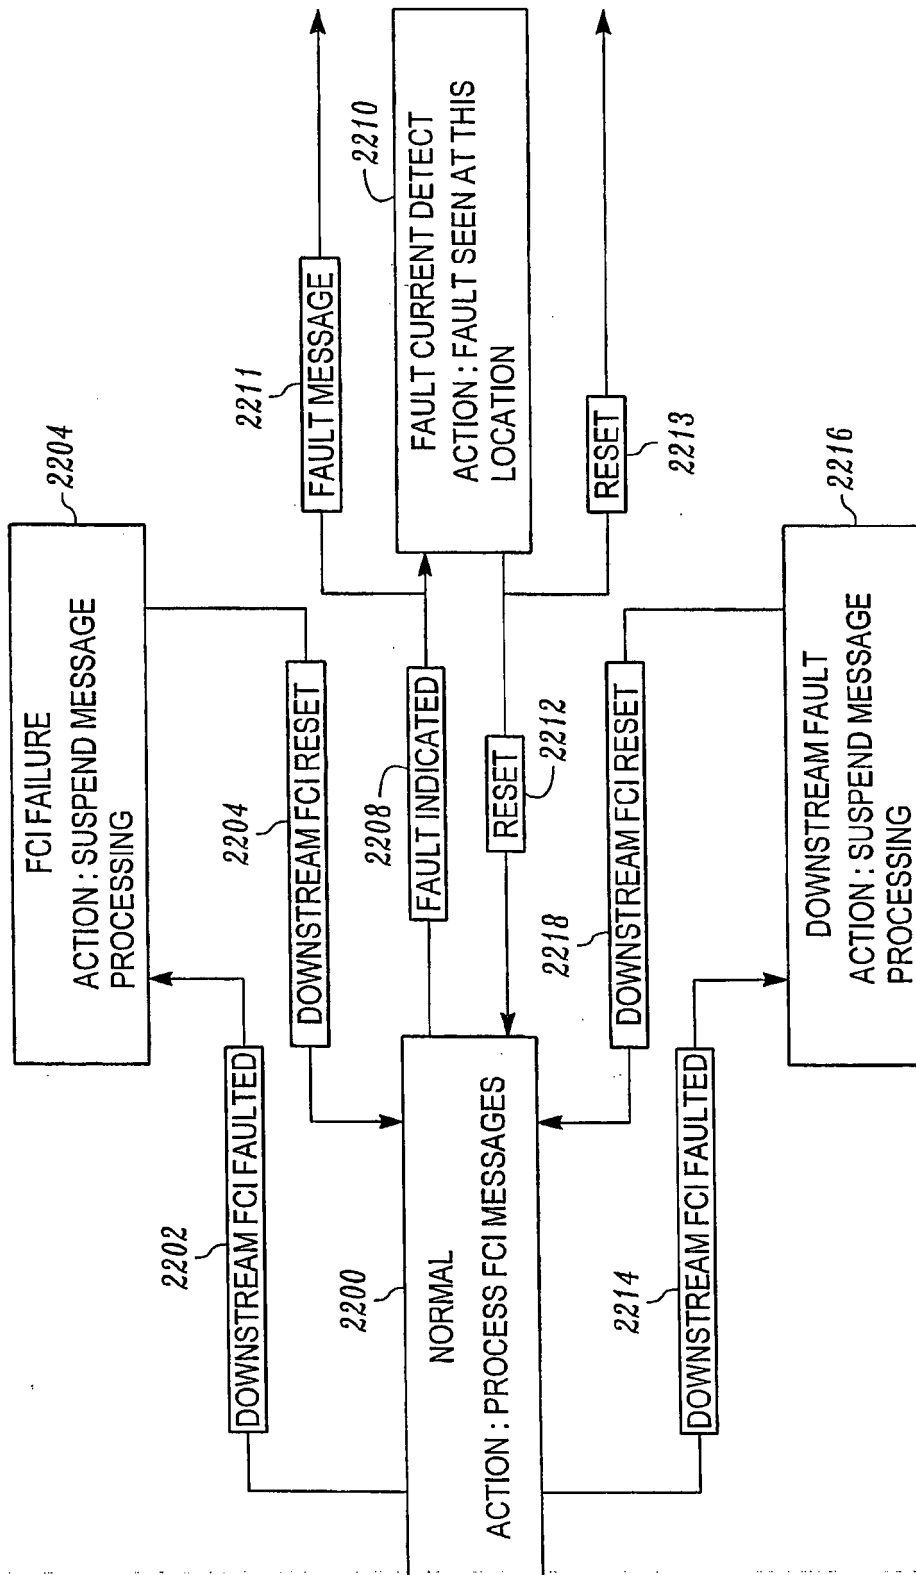 2204
FCI FAILURE
ACTION : SUSPEND MESSAGE
PROCESSING
2202
DOWNSTREAM FCI FAULTED
2204
DOWNSTREAM FCI RESET
2211
FAULT MESSAGE
2200
NORMAL
ACTION : PROCESS FCI MESSAGES
2208
FAULT INDICATED
2210
FAULT CURRENT DETECT
ACTION : FAULT SEEN AT THIS
LOCATION
RESET
2212
RESET
2213
2218
DOWNSTREAM FCI RESET
2214
DOWNSTREAM FCI FAULTED
2216
DOWNSTREAM FAULT
ACTION : SUSPEND MESSAGE
PROCESSING